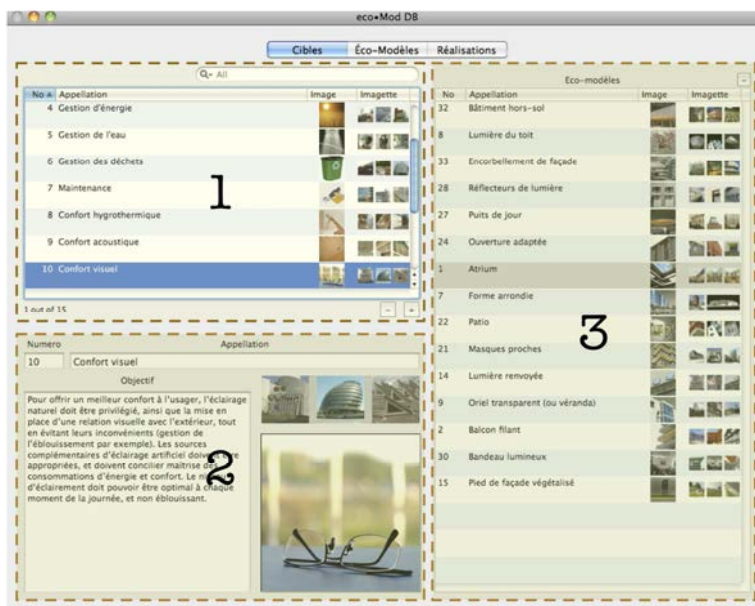 eco•Mod DB
Cibles Éco-Modèles Réalisations
All
No Appellation Image Imagette
4 Gestion d'énergie
5 Gestion de l'eau
6 Gestion des déchets
7 Maintenance
8 Confort hygrothermique
9 Confort acoustique
10 Confort visuel
1 out of 15
1
Numero Appellation
10 Confort visuel
Objectif
Pour offrir un meilleur confort à l'usager, l'éclairage
naturel doit être privilégié, ainsi que la mise en
place d'une relation visuelle avec l'extérieur, tout
en évitant leurs inconvénients (gestion de
l'éblouissement par exemple). Les sources
complémentaires d'éclairage artificiel
appropriées, et doivent concilier maitrise des
consommations d'énergie et confort. Le
d'éclairement doit pouvoir être optimal à chaque
moment de la journée, et non éblouissant.
2
Eco-modèles
No Appellation Image Imagette
32 Bâtiment hors-sol
8 Lumière du toit
33 Encorbellement de façade
28 Réflecteurs de lumière
27 Puits de jour
24 Ouverture adaptée
1 Atrium
7 Forme arrondie
22 Patio
21 Masques proches
14 Lumière renvoyée
9 Oriel transparent (ou véranda)
2 Balcon filant
30 Bandeau lumineux
15 Pied de façade végétalisé
3